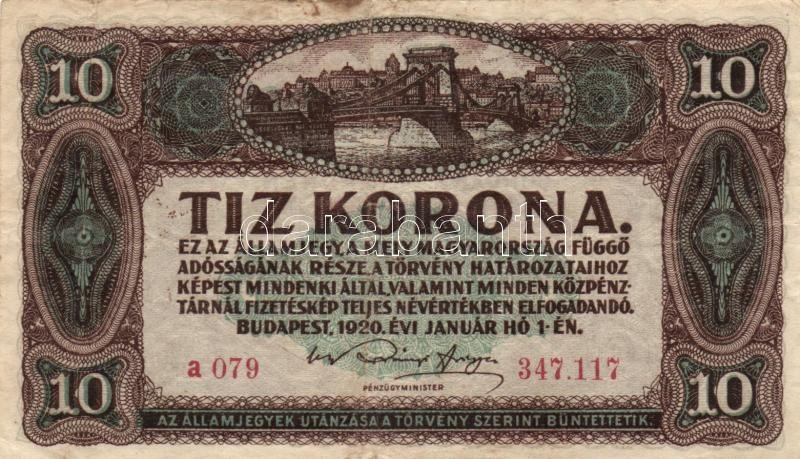 10 10
TIZ KORONA.
EZ AZ ÁLLAMJEGY, A MELY MAGYARORSZÁG FÜGGŐ
ADÓSSÁGÁNAK RÉSZE, A TÖRVÉNY HATÁROZATAIHOZ
KÉPEST MINDENKI ÁLTAL, VALAMINT MINDEN KÖZPÉNZ-
TÁRNÁL FIZETÉSKÉP TELJES NÉVÉRTÉKBEN ELFOGADANDÓ.
BUDAPEST, 1920. ÉVI JANUÁR HÓ 1-ÉN.
a 079 347.117
PÉNZÜGYMINISTER
10 10
AZ ÁLLAMJEGYEK UTÁNZÁSA A TÖRVÉNY SZERINT BÜNTETTETIK.
darabanth